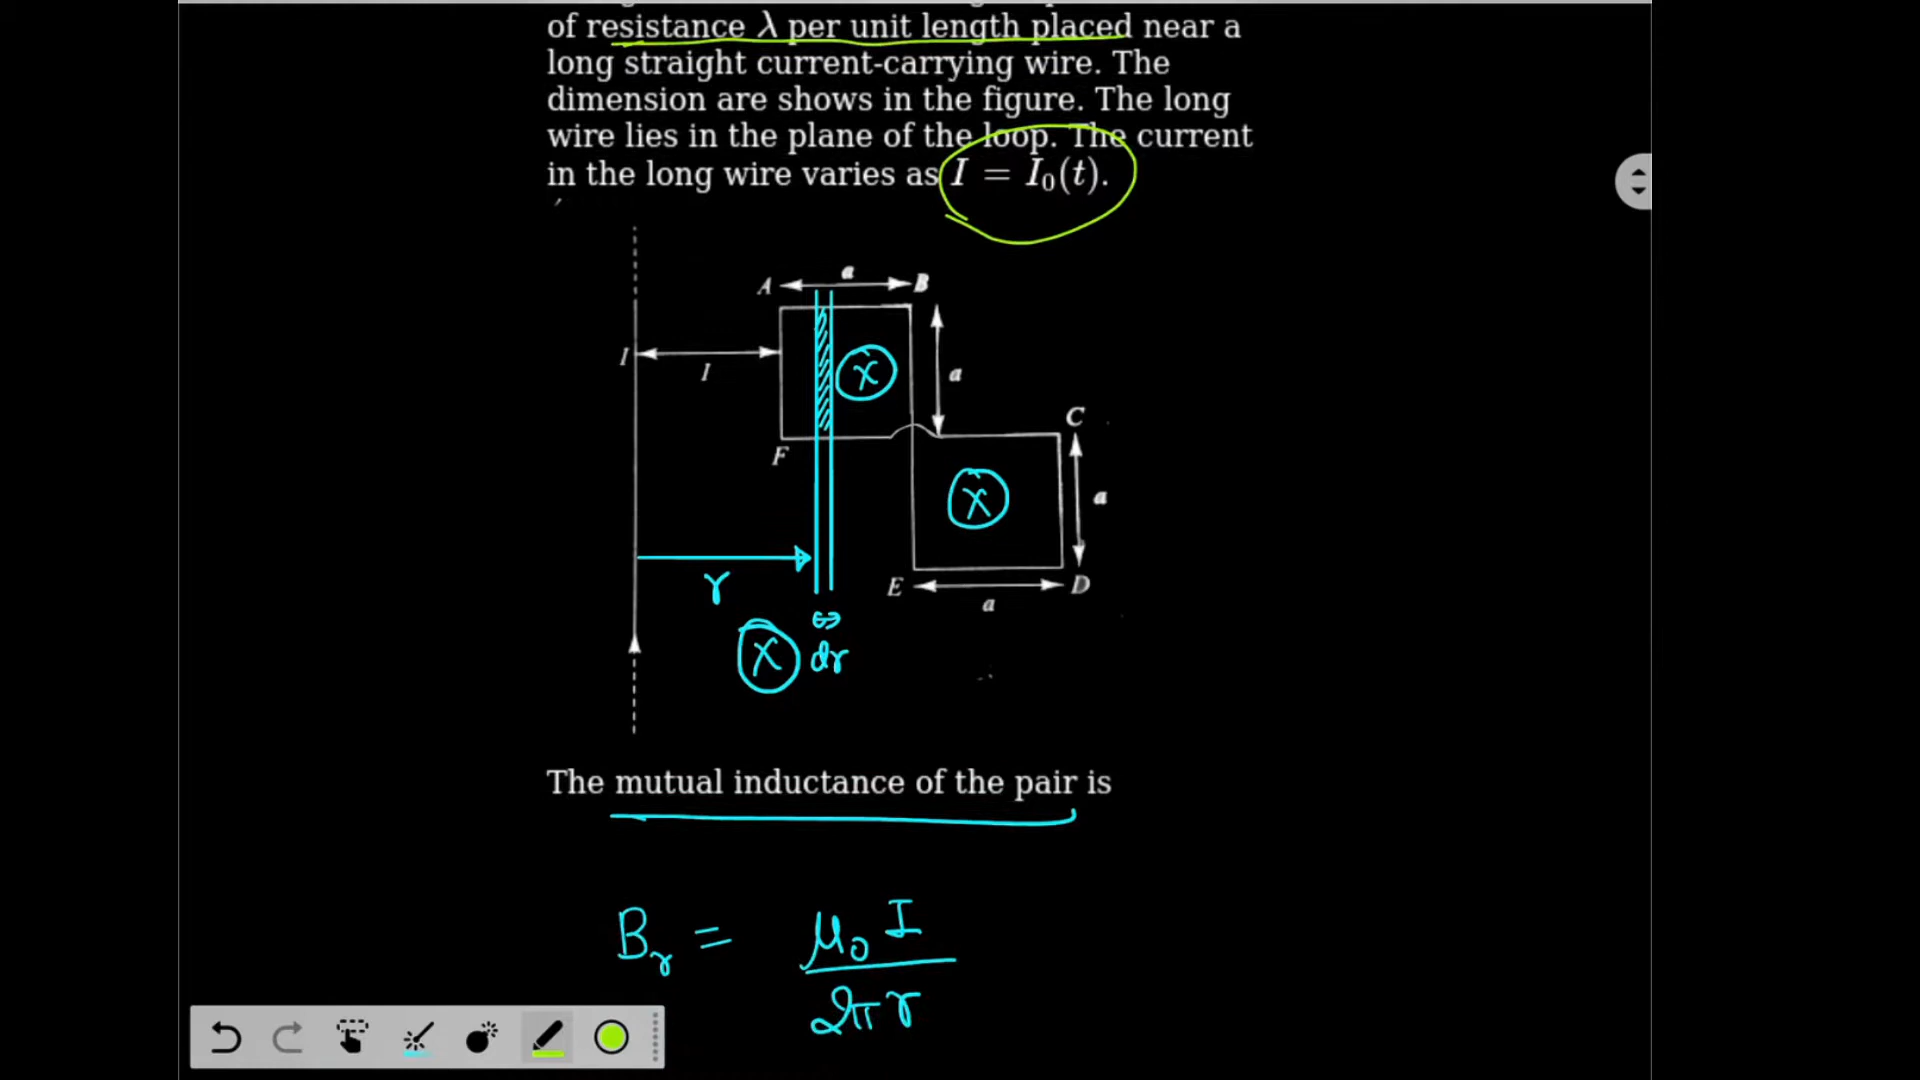 of resistance λ per unit length placed near a
long straight current-carrying wire. The
dimension are shows in the figure. The long
wire lies in the plane of the loop. The current
in the long wire varies as I = I₀(t).
A a B
I
l
X
a
C
F
X
a
E D
a
r
X dr
The mutual inductance of the pair is
Bᵣ = μ₀ I
2πr